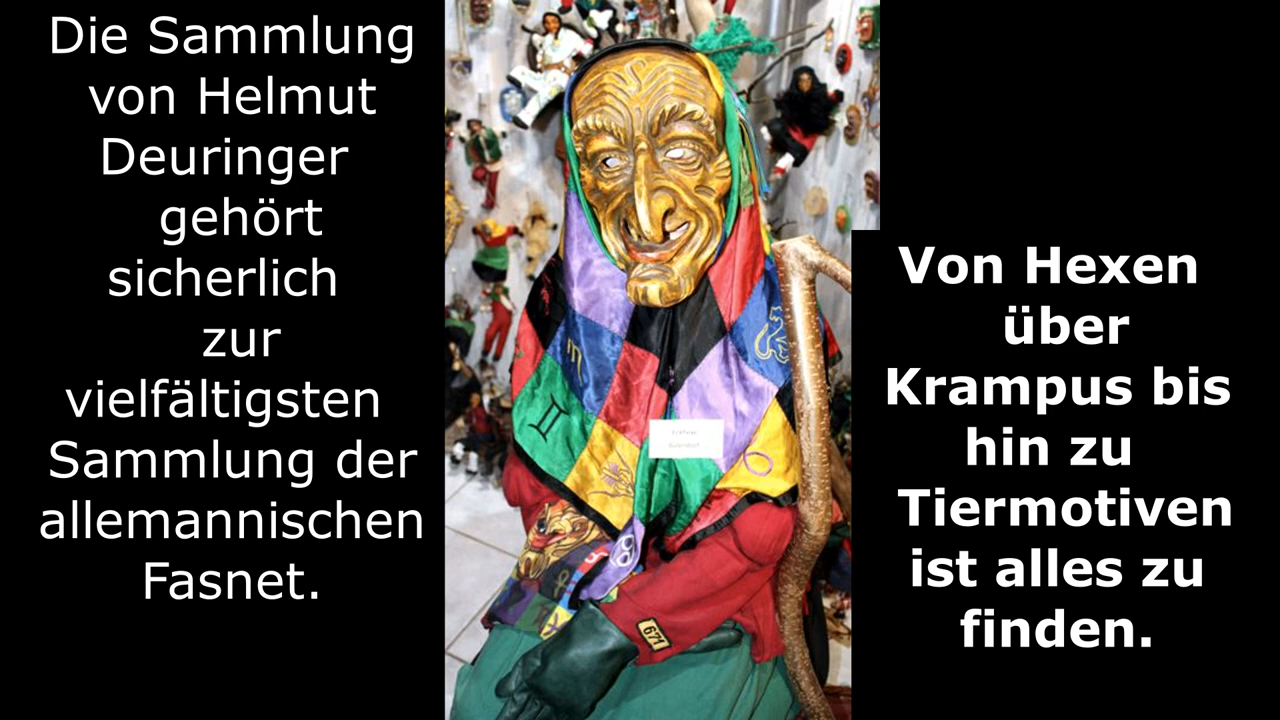 Die Sammlung
von Helmut
Deuringer
gehört
sicherlich
zur
vielfältigsten
Sammlung der
allemannischen
Fasnet.
671
Von Hexen
über
Krampus bis
hin zu
Tiermotiven
ist alles zu
finden.